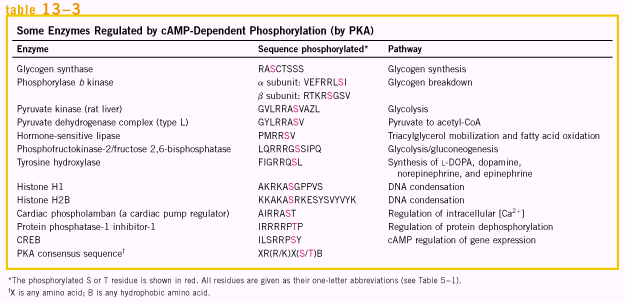 table 13–3
Some Enzymes Regulated by cAMP-Dependent Phosphorylation (by PKA)
Enzyme Sequence phosphorylated* Pathway
Glycogen synthase RASCTSSS Glycogen synthesis
Phosphorylase b kinase α subunit: VEFRRLSI Glycogen breakdown
β subunit: RTKRSGSV
Pyruvate kinase (rat liver) GVLRRASVAZL Glycolysis
Pyruvate dehydrogenase complex (type L) GYLRRASV Pyruvate to acetyl-CoA
Hormone-sensitive lipase PMRRSV Triacylglycerol mobilization and fatty acid oxidation
Phosphofructokinase-2/fructose 2,6-bisphosphatase LQRRRGSSIPQ Glycolysis/gluconeogenesis
Tyrosine hydroxylase FIGRRQSL Synthesis of L-DOPA, dopamine,
norepinephrine, and epinephrine
Histone H1 AKRKASGPPVS DNA condensation
Histone H2B KKAKASRKESYSVYVYK DNA condensation
Cardiac phospholamban (a cardiac pump regulator) AIRRAST Regulation of intracellular [Ca2+]
Protein phosphatase-1 inhibitor-1 IRRRRPTP Regulation of protein dephosphorylation
CREB ILSRRPSY cAMP regulation of gene expression
PKA consensus sequence† XR(R/K)X(S/T)B
*The phosphorylated S or T residue is shown in red. All residues are given as their one-letter abbreviations (see Table 5–1).
†X is any amino acid; B is any hydrophobic amino acid.